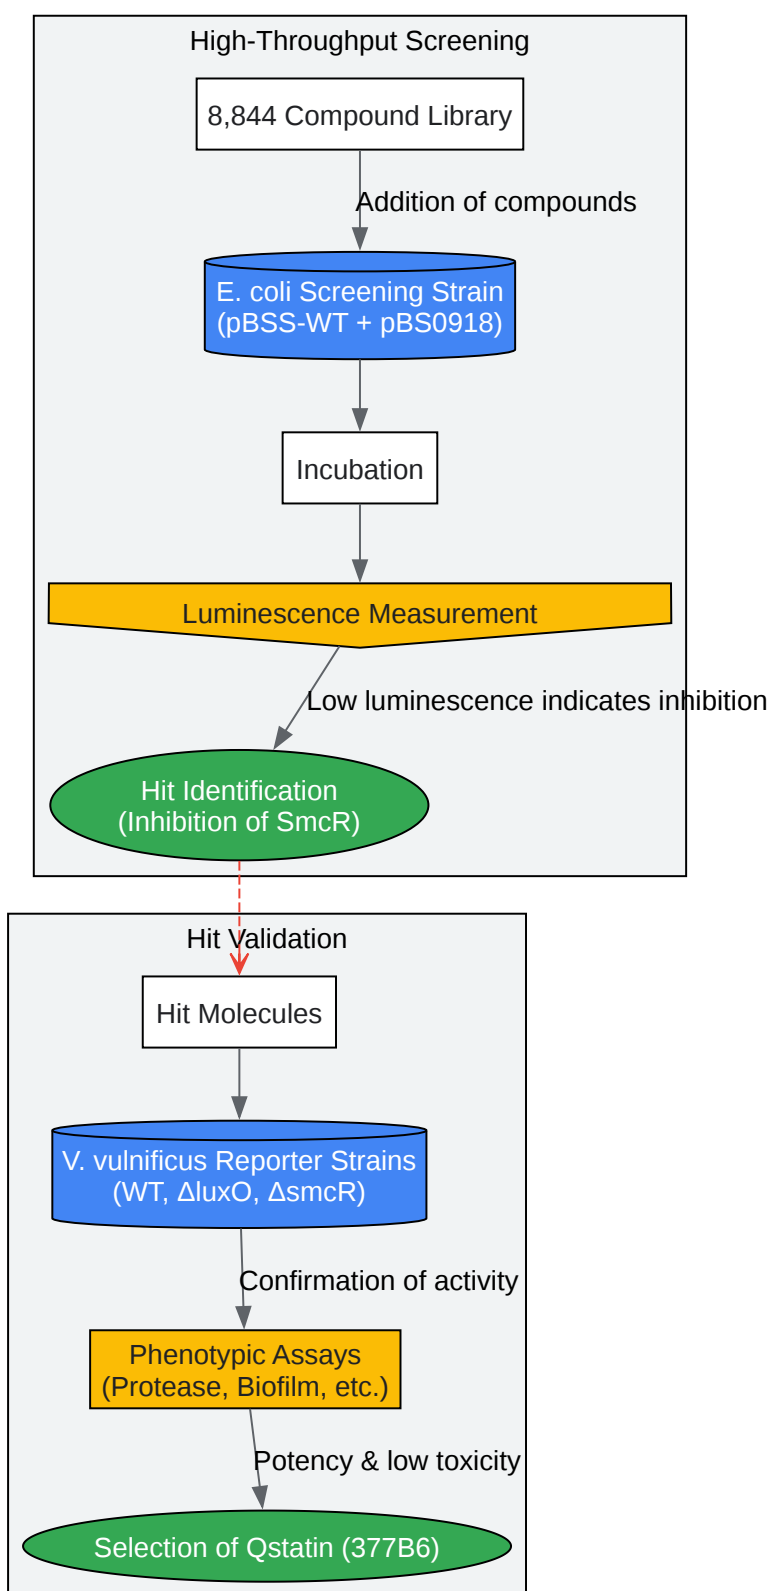 High-Throughput Screening
8,844 Compound Library
Addition of compounds
E. coli Screening Strain
(pBSS-WT + pBS0918)
Incubation
Luminescence Measurement
Low luminescence indicates inhibition
Hit Identification
(Inhibition of SmcR)
Hit Validation
Hit Molecules
V. vulnificus Reporter Strains
(WT, ΔluxO, ΔsmcR)
Confirmation of activity
Phenotypic Assays
(Protease, Biofilm, etc.)
Potency & low toxicity
Selection of Qstatin (377B6)